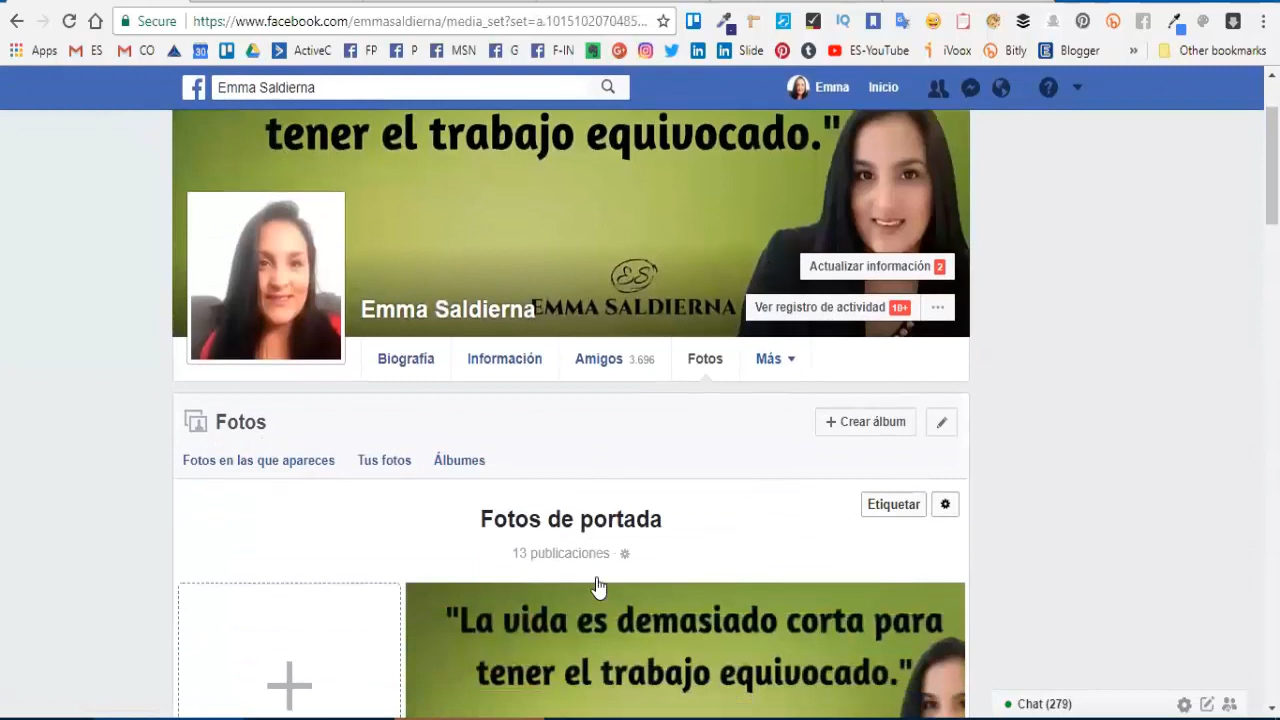 Secure https://www.facebook.com/emmasaldierna/media_set?set=a.1015102070485...
Apps M ES M CO ActiveC FP P MSN G F-IN Slide ES-YouTube iVoox Bitly Blogger » Other bookmarks
Emma Saldierna
Emma Inicio
tener el trabajo equivocado."
Actualizar información 2
ES
Emma Saldierna
EMMA SALDIERNA
Ver registro de actividad 10+ ...
Biografía Información Amigos 3.696 Fotos Más
Fotos
+ Crear álbum
Fotos en las que apareces Tus fotos Álbumes
Etiquetar
Fotos de portada
13 publicaciones
"La vida es demasiado corta para
tener el trabajo equivocado."
Chat (279)